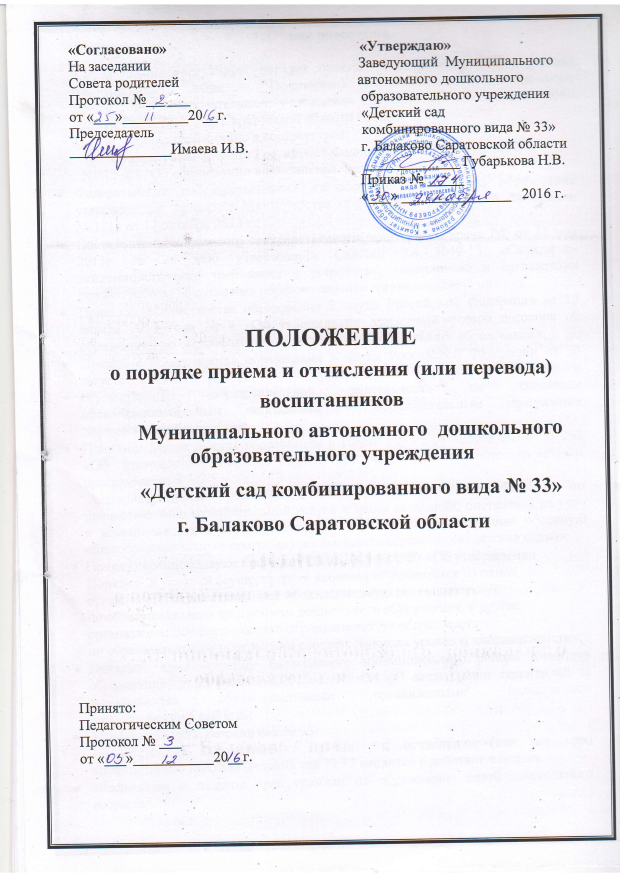 «Согласовано»
На заседании
Совета родителей
Протокол № 2
от «25» 11 2016 г.
Председатель
Имаева И.В.
«Утверждаю»
Заведующий Муниципального
автономного дошкольного
образовательного учреждения
«Детский сад
комбинированного вида № 33»
г. Балаково Саратовской области
Губарькова Н.В.
Приказ №
«30» декабря 2016 г.
ПОЛОЖЕНИЕ
о порядке приема и отчисления (или перевода)
воспитанников
Муниципального автономного дошкольного
образовательного учреждения
«Детский сад комбинированного вида № 33»
г. Балаково Саратовской области
Принято:
Педагогическим Советом
Протокол № 3
от «05» 12 2016 г.